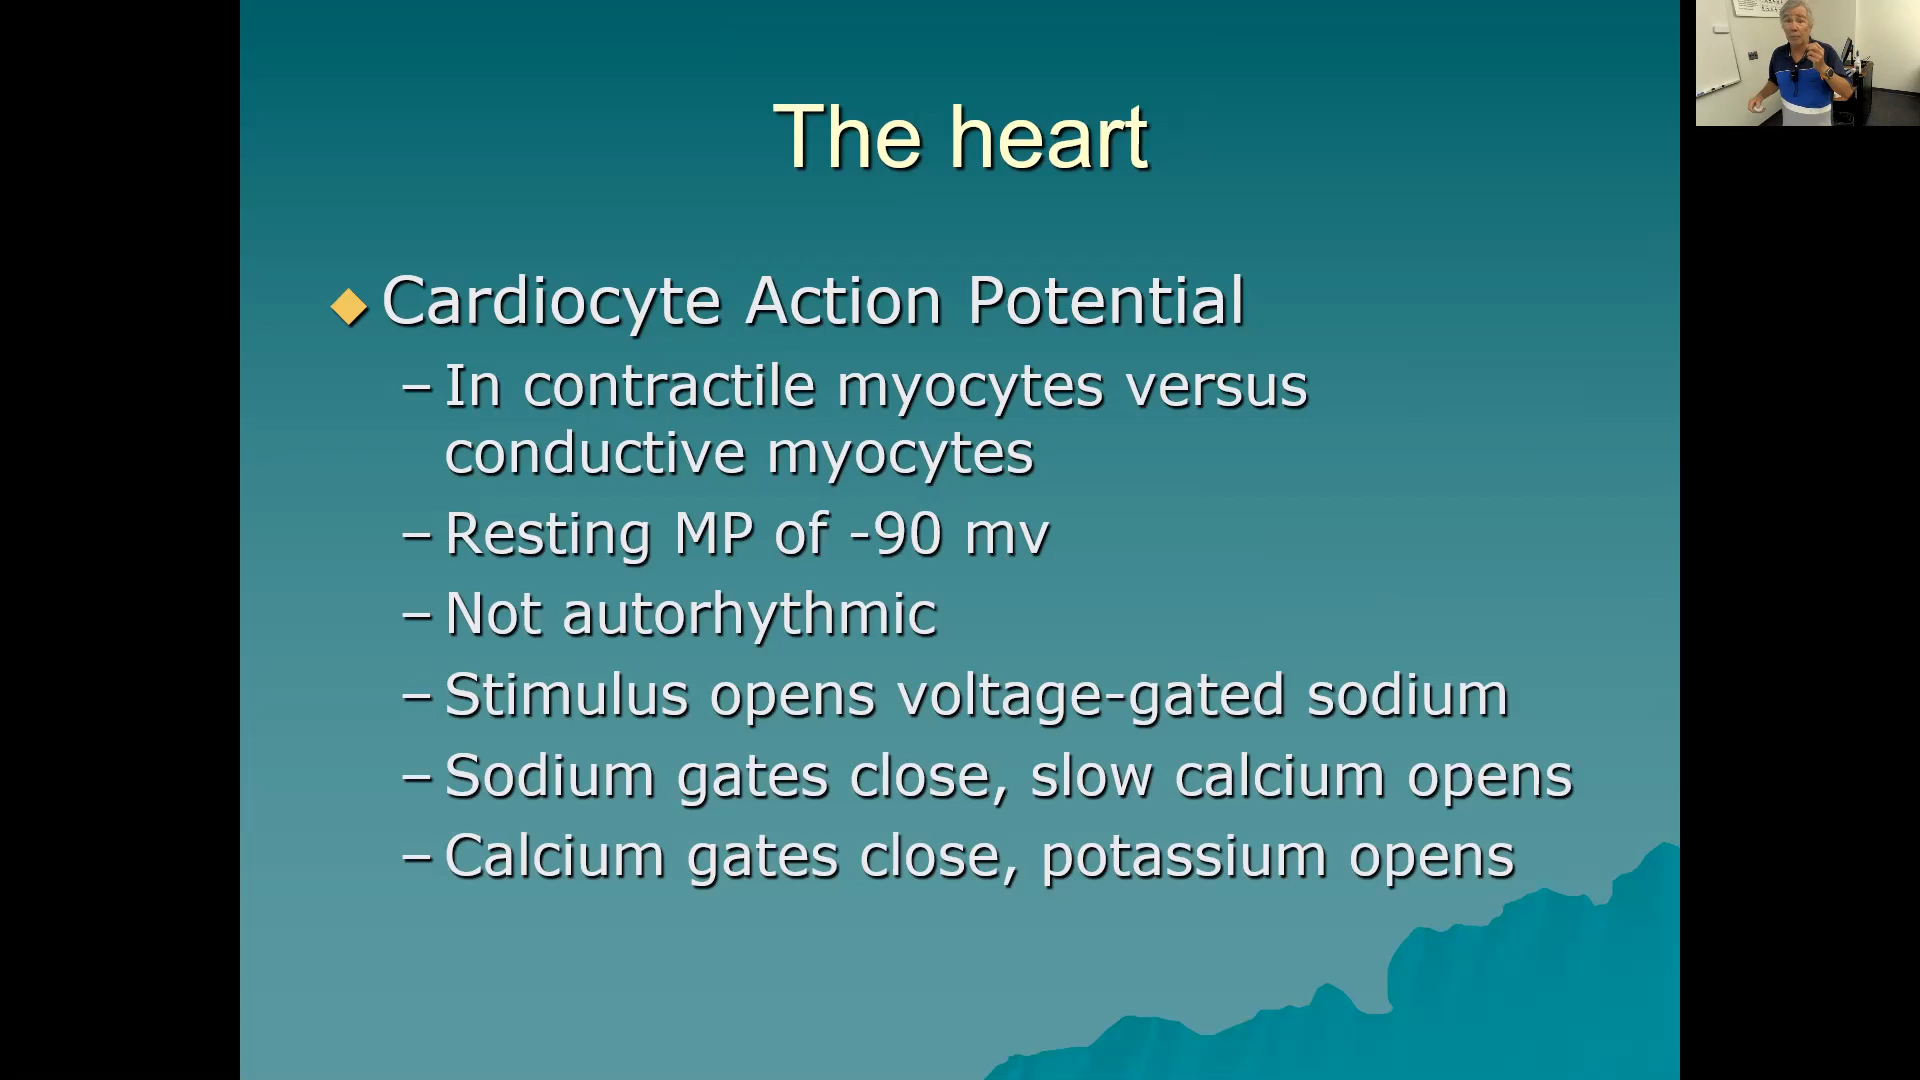 The heart
Cardiocyte Action Potential
– In contractile myocytes versus
conductive myocytes
– Resting MP of -90 mv
– Not autorhythmic
– Stimulus opens voltage-gated sodium
– Sodium gates close, slow calcium opens
– Calcium gates close, potassium opens